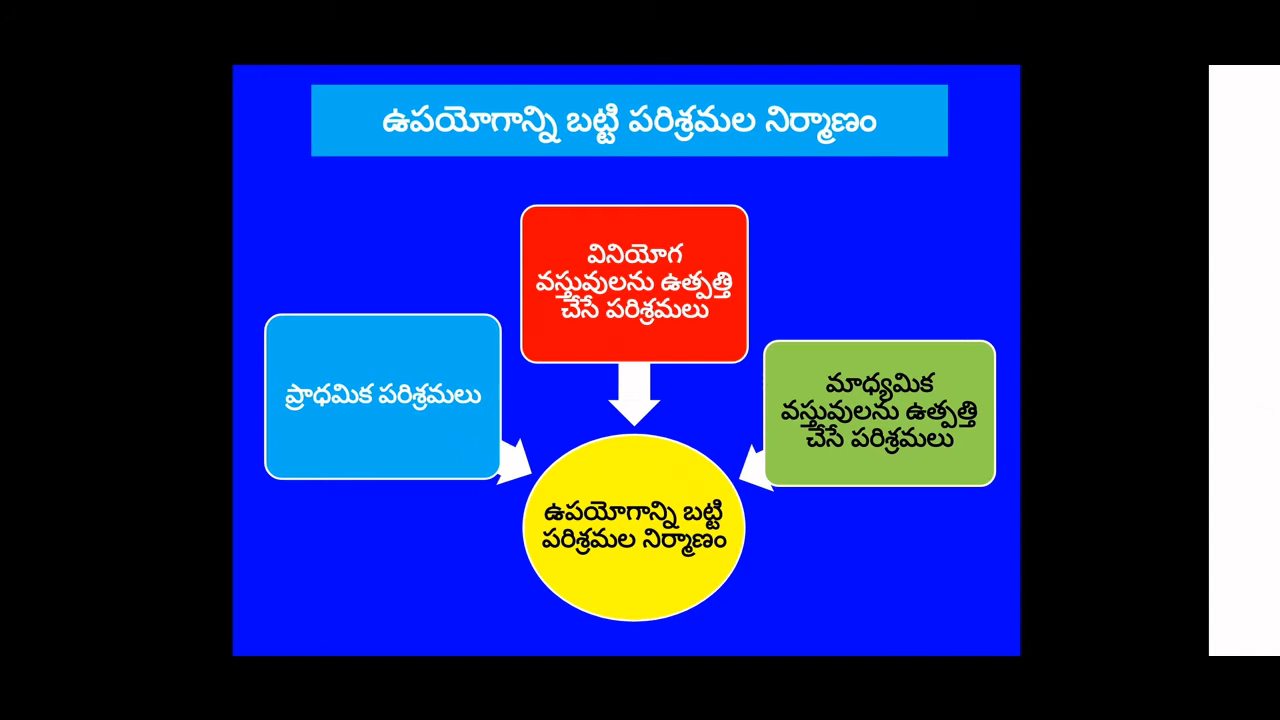 ఉపయోగాన్ని బట్టి పరిశ్రమల నిర్మాణం
వినియోగ
వస్తువులను ఉత్పత్తి
చేసే పరిశ్రమలు
ప్రాధమిక పరిశ్రమలు
మాధ్యమిక
వస్తువులను ఉత్పత్తి
చేసే పరిశ్రమలు
ఉపయోగాన్ని బట్టి
పరిశ్రమల నిర్మాణం